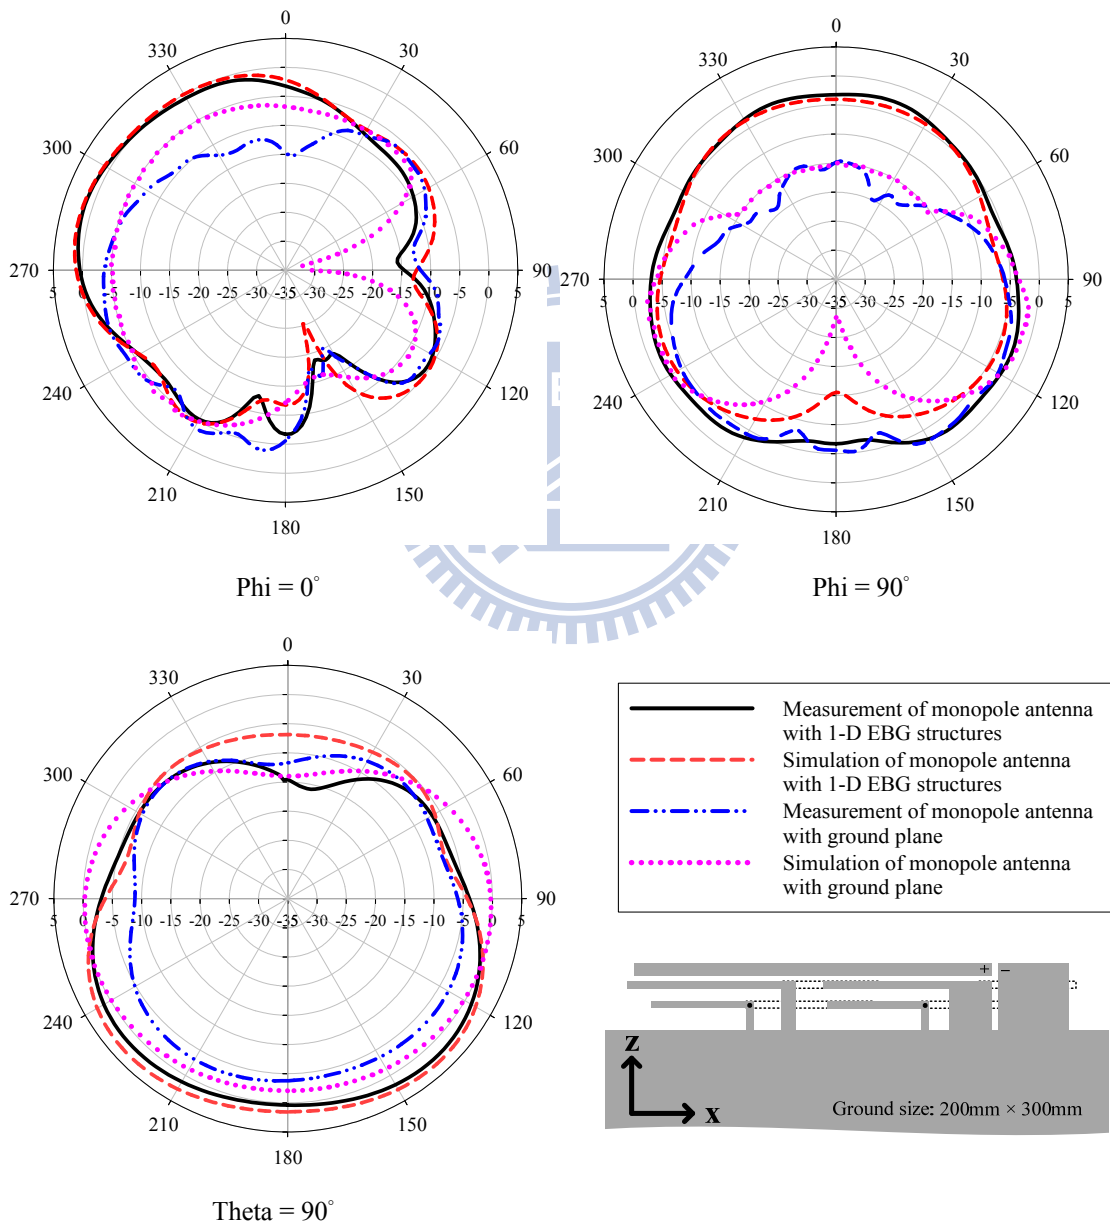 0
330 30
300 60
270 90
5 0 -5 -10 -15 -20 -25 -30 -35 -30 -25 -20 -15 -10 -5 0 5
240 120
210 150
180
Phi = 0°
0
330 30
300 60
270 90
5 0 -5 -10 -15 -20 -25 -30 -35 -30 -25 -20 -15 -10 -5 0 5
240 120
210 150
180
Phi = 90°
0
330 30
300 60
270 90
5 0 -5 -10 -15 -20 -25 -30 -35 -30 -25 -20 -15 -10 -5 0 5
240 120
210 150
180
Theta = 90°
Measurement of monopole antenna
with 1-D EBG structures
Simulation of monopole antenna
with 1-D EBG structures
Measurement of monopole antenna
with ground plane
Simulation of monopole antenna
with ground plane
+ −
z
x
Ground size: 200mm × 300mm